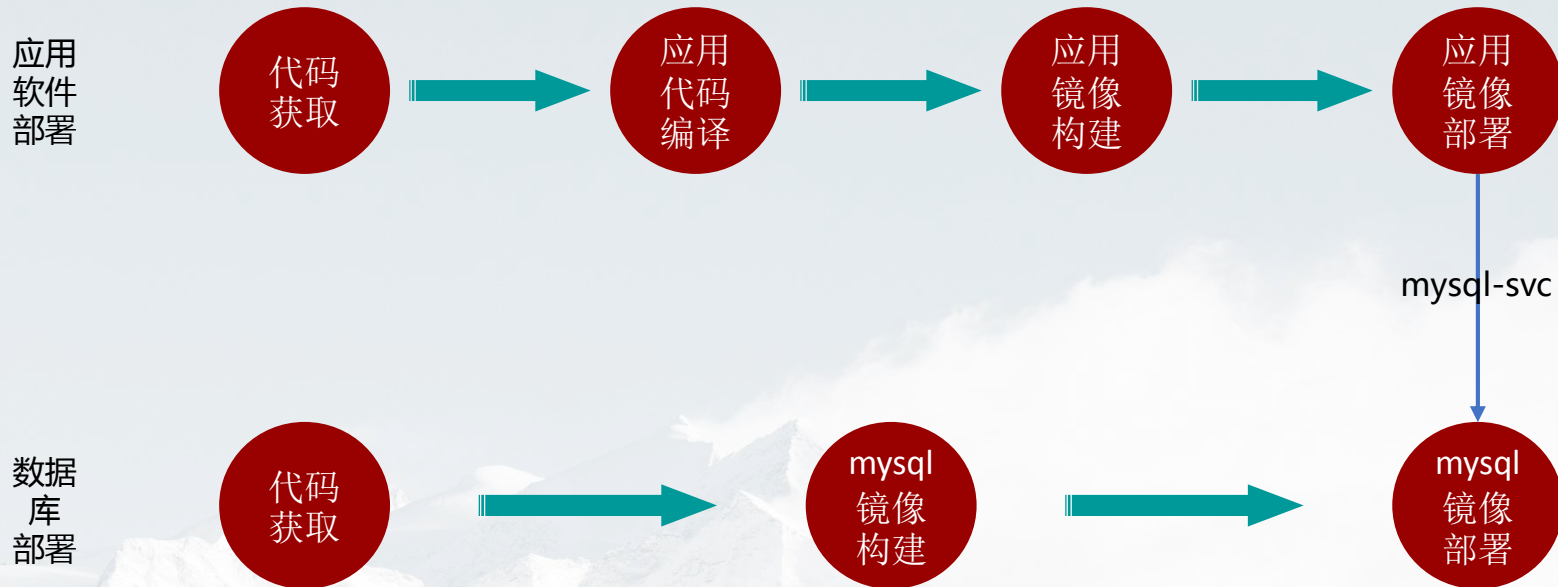 应用
软件
部署
代码
获取
应用
代码
编译
应用
镜像
构建
应用
镜像
部署
mysql-svc
数据
库
部署
代码
获取
mysql
镜像
构建
mysql
镜像
部署